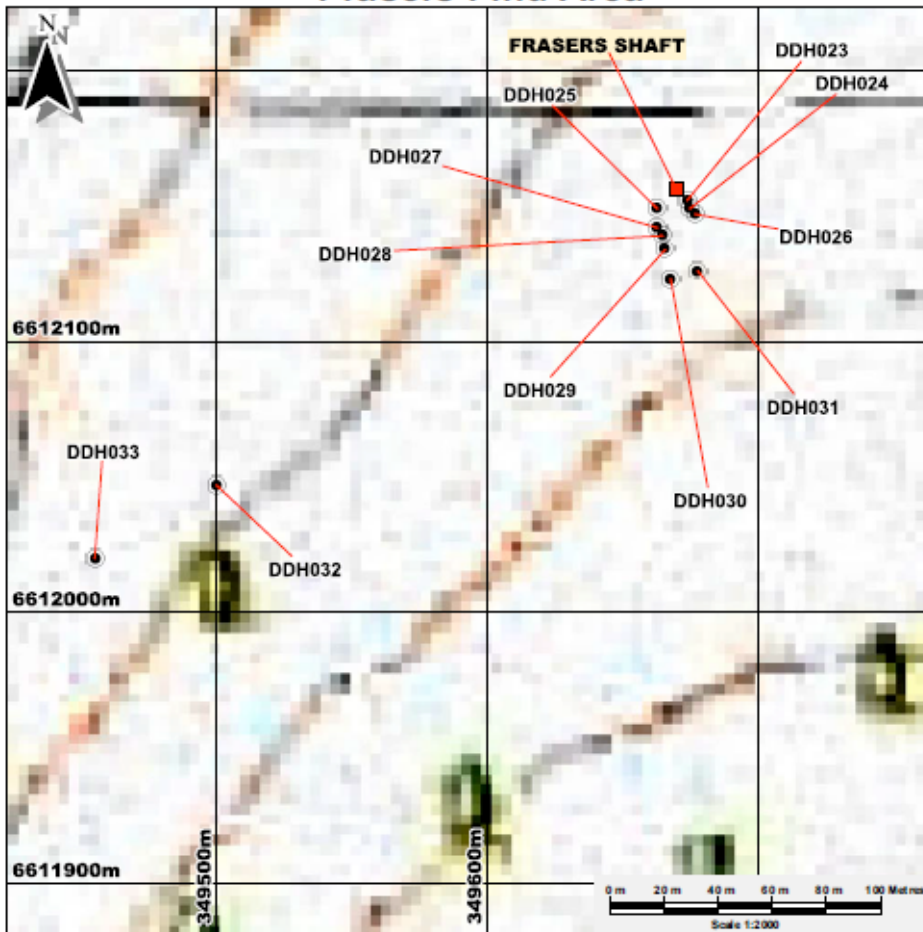 N
N
FRASERS SHAFT
DDH023
DDH024
DDH025
DDH027
DDH026
DDH028
6612100m
DDH029
DDH031
DDH033
DDH030
DDH032
6612000m
6611900m
349500m
349600m
0 m 20 m 40 m 60 m 80 m 100 Metres
Scale 1:2000